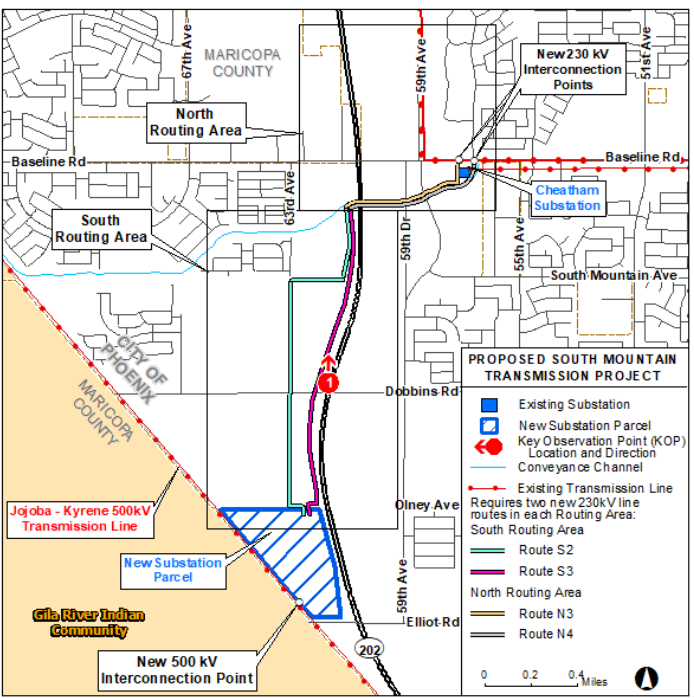 67th Ave
MARICOPA
COUNTY
59th Ave
51st Ave
New 230 kV
Interconnection
Points
North
Routing Area
Baseline Rd
Baseline Rd
63rd Ave
Cheatham
Substation
South
Routing Area
59th Dr
55th Ave
South Mountain Ave
CITY OF
PHOENIX
MARICOPA
COUNTY
1
Dobbins Rd
Jojoba - Kyrene 500kV
Transmission Line
Olney Ave
New Substation
Parcel
59th Ave
Gila River Indian
Community
Elliot Rd
New 500 kV
Interconnection Point
202
PROPOSED SOUTH MOUNTAIN
TRANSMISSION PROJECT
Existing Substation
New Substation Parcel
Key Observation Point (KOP)
Location and Direction
Conveyance Channel
Existing Transmission Line
Requires two new 230kV line
routes in each Routing Area:
South Routing Area
Route S2
Route S3
North Routing Area
Route N3
Route N4
0 0.2 0.4
Miles